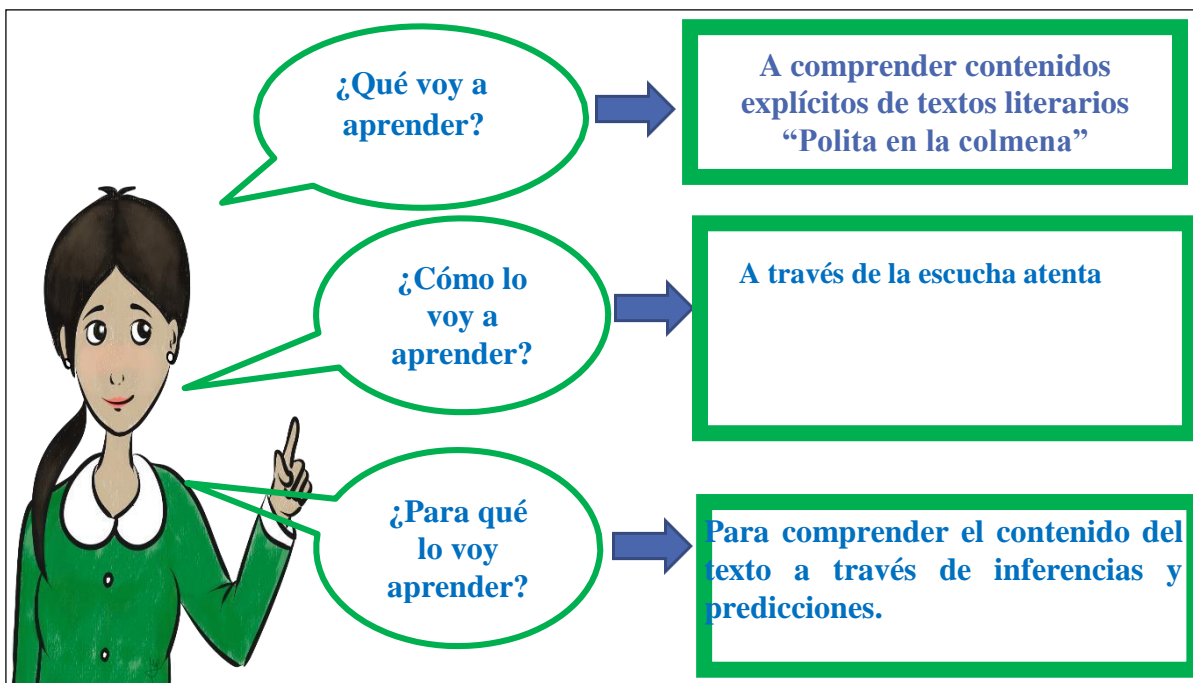 ¿Qué voy a
aprender?
A comprender contenidos
explícitos de textos literarios
“Polita en la colmena”
¿Cómo lo
voy a
aprender?
A través de la escucha atenta
¿Para qué
lo voy
aprender?
Para comprender el contenido del
texto a través de inferencias y
predicciones.